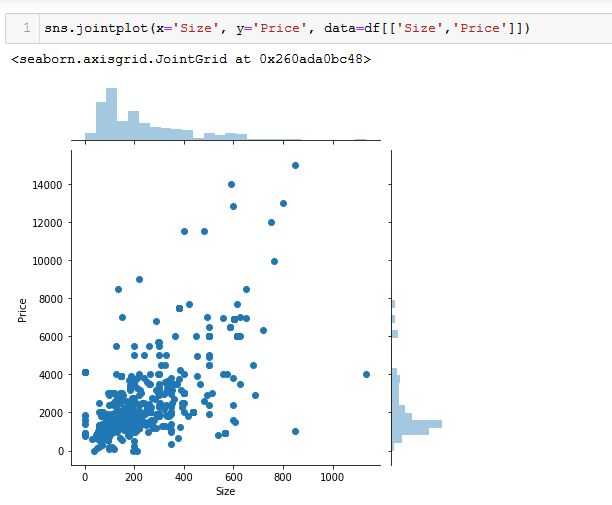 1 sns.jointplot(x='Size', y='Price', data=df[['Size','Price']])
<seaborn.axisgrid.JointGrid at 0x260ada0bc48>
14000
12000
10000
8000
6000
4000
2000
0
Price
0 200 400 600 800 1000
Size